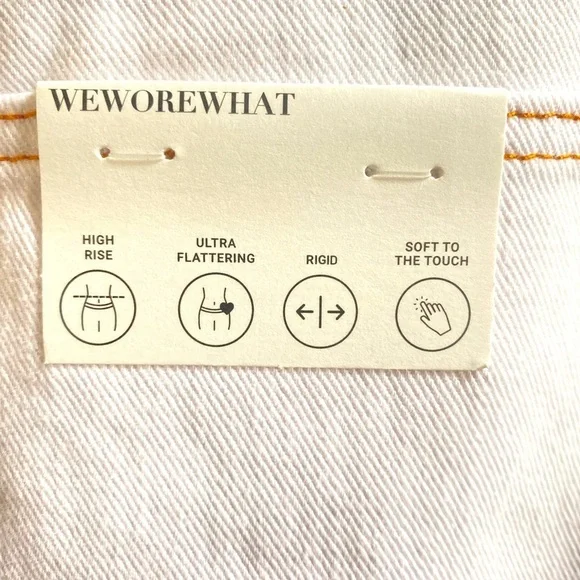 WEWOREWHAT
HIGH
RISE
ULTRA
FLATTERING
RIGID
SOFT TO
THE TOUCH